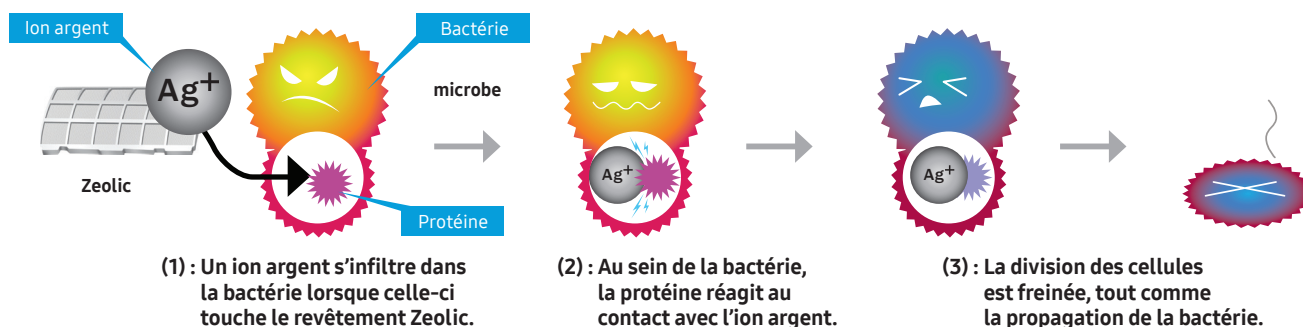 Ion argent
Bactérie
Ag+
microbe
Zeolic
Protéine
Ag+
Ag+
(1) : Un ion argent s’infiltre dans
la bactérie lorsque celle-ci
touche le revêtement Zeolic.
(2) : Au sein de la bactérie,
la protéine réagit au
contact avec l’ion argent.
(3) : La division des cellules
est freinée, tout comme
la propagation de la bactérie.